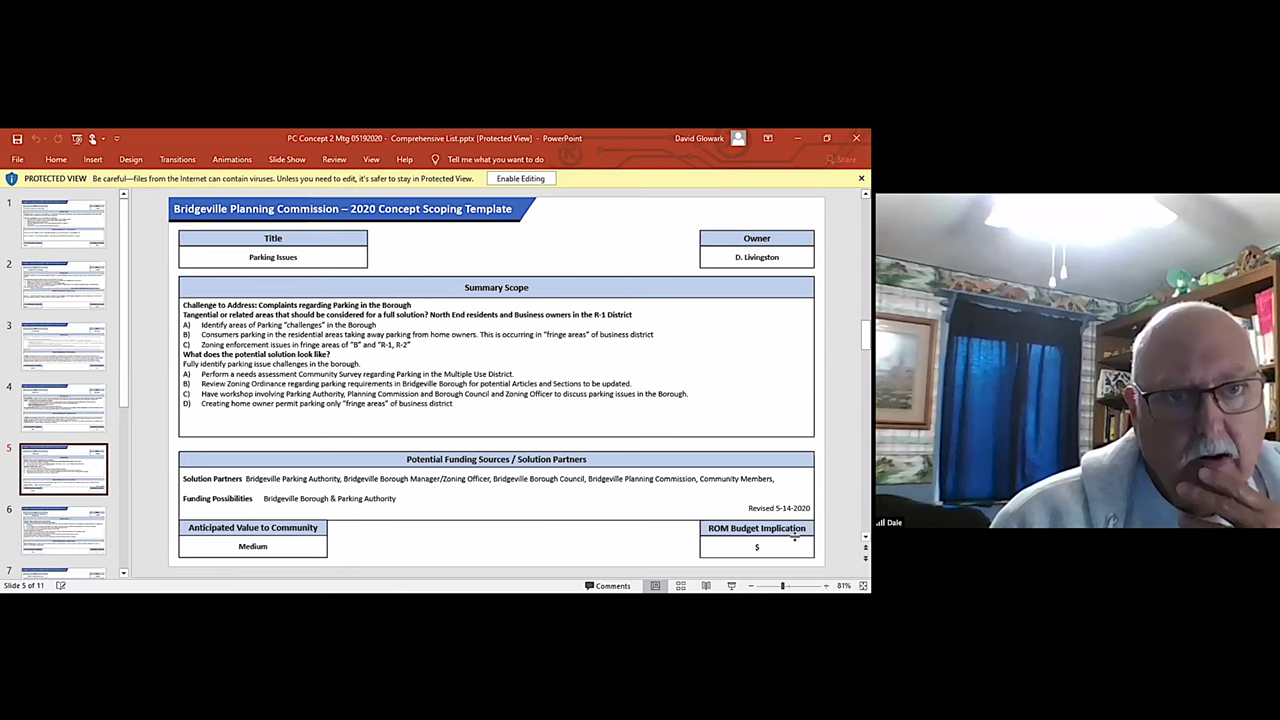 PC Concept 2 Mtg 05192020 - Comprehensive List.pptx [Protected View] - PowerPoint
David Glowark
File Home Insert Design Transitions Animations Slide Show Review View Help Tell me what you want to do Share
PROTECTED VIEW Be careful—files from the Internet can contain viruses. Unless you need to edit, it's safer to stay in Protected View. Enable Editing
1
2
3
4
5
6
7
Bridgeville Planning Commission – 2020 Concept Scoping Template
Title
Parking Issues
Owner
D. Livingston
Summary Scope
Challenge to Address: Complaints regarding Parking in the Borough
Tangential or related areas that should be considered for a full solution? North End residents and Business owners in the R-1 District
A) Identify areas of Parking "challenges" in the Borough
B) Consumers parking in the residential areas taking away parking from home owners. This is occurring in "fringe areas" of business district
C) Zoning enforcement issues in fringe areas of "B" and "R-1, R-2"
What does the potential solution look like?
Fully identify parking issue challenges in the borough.
A) Perform a needs assessment Community Survey regarding Parking in the Multiple Use District.
B) Review Zoning Ordinance regarding parking requirements in Bridgeville Borough for potential Articles and Sections to be updated.
C) Have workshop involving Parking Authority, Planning Commission and Borough Council and Zoning Officer to discuss parking issues in the Borough.
D) Creating home owner permit parking only "fringe areas" of business district
Potential Funding Sources / Solution Partners
Solution Partners Bridgeville Parking Authority, Bridgeville Borough Manager/Zoning Officer, Bridgeville Borough Council, Bridgeville Planning Commission, Community Members,
Funding Possibilities Bridgeville Borough & Parking Authority
Revised 5-14-2020
Anticipated Value to Community
Medium
ROM Budget Implication
$
Dale
Slide 5 of 11
Comments
81%